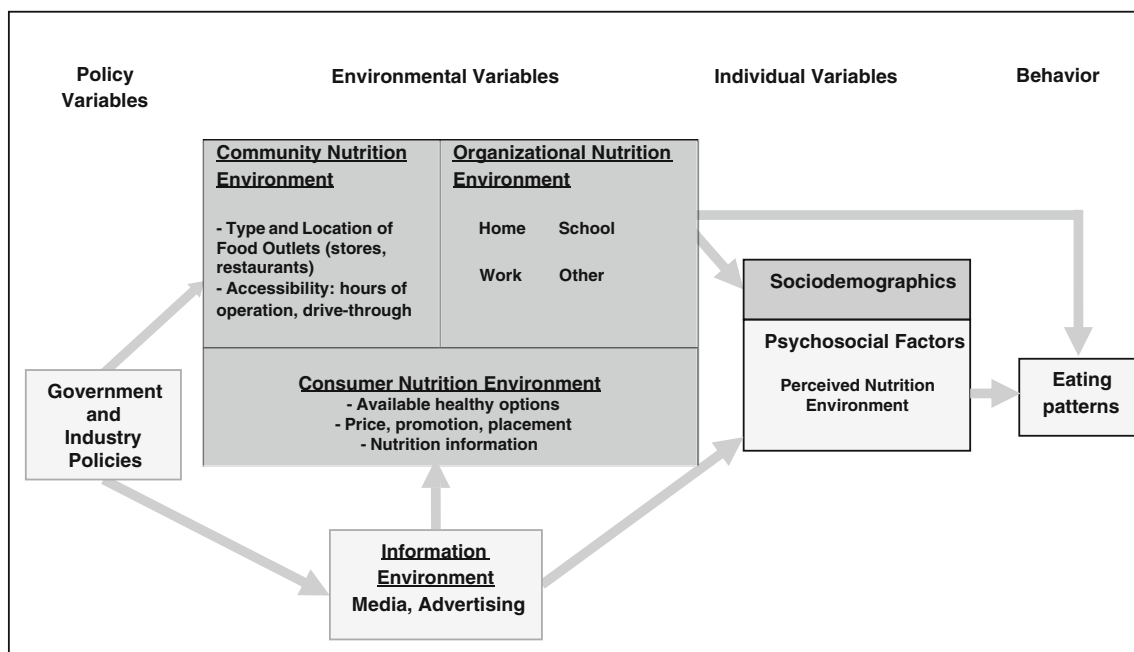 Policy
Variables
Environmental Variables
Individual Variables
Behavior
Community Nutrition
Environment
- Type and Location of
Food Outlets (stores,
restaurants)
- Accessibility: hours of
operation, drive-through
Organizational Nutrition
Environment
Home School
Work Other
Consumer Nutrition Environment
- Available healthy options
- Price, promotion, placement
- Nutrition information
Government
and
Industry
Policies
Information
Environment
Media, Advertising
Sociodemographics
Psychosocial Factors
Perceived Nutrition
Environment
Eating
patterns